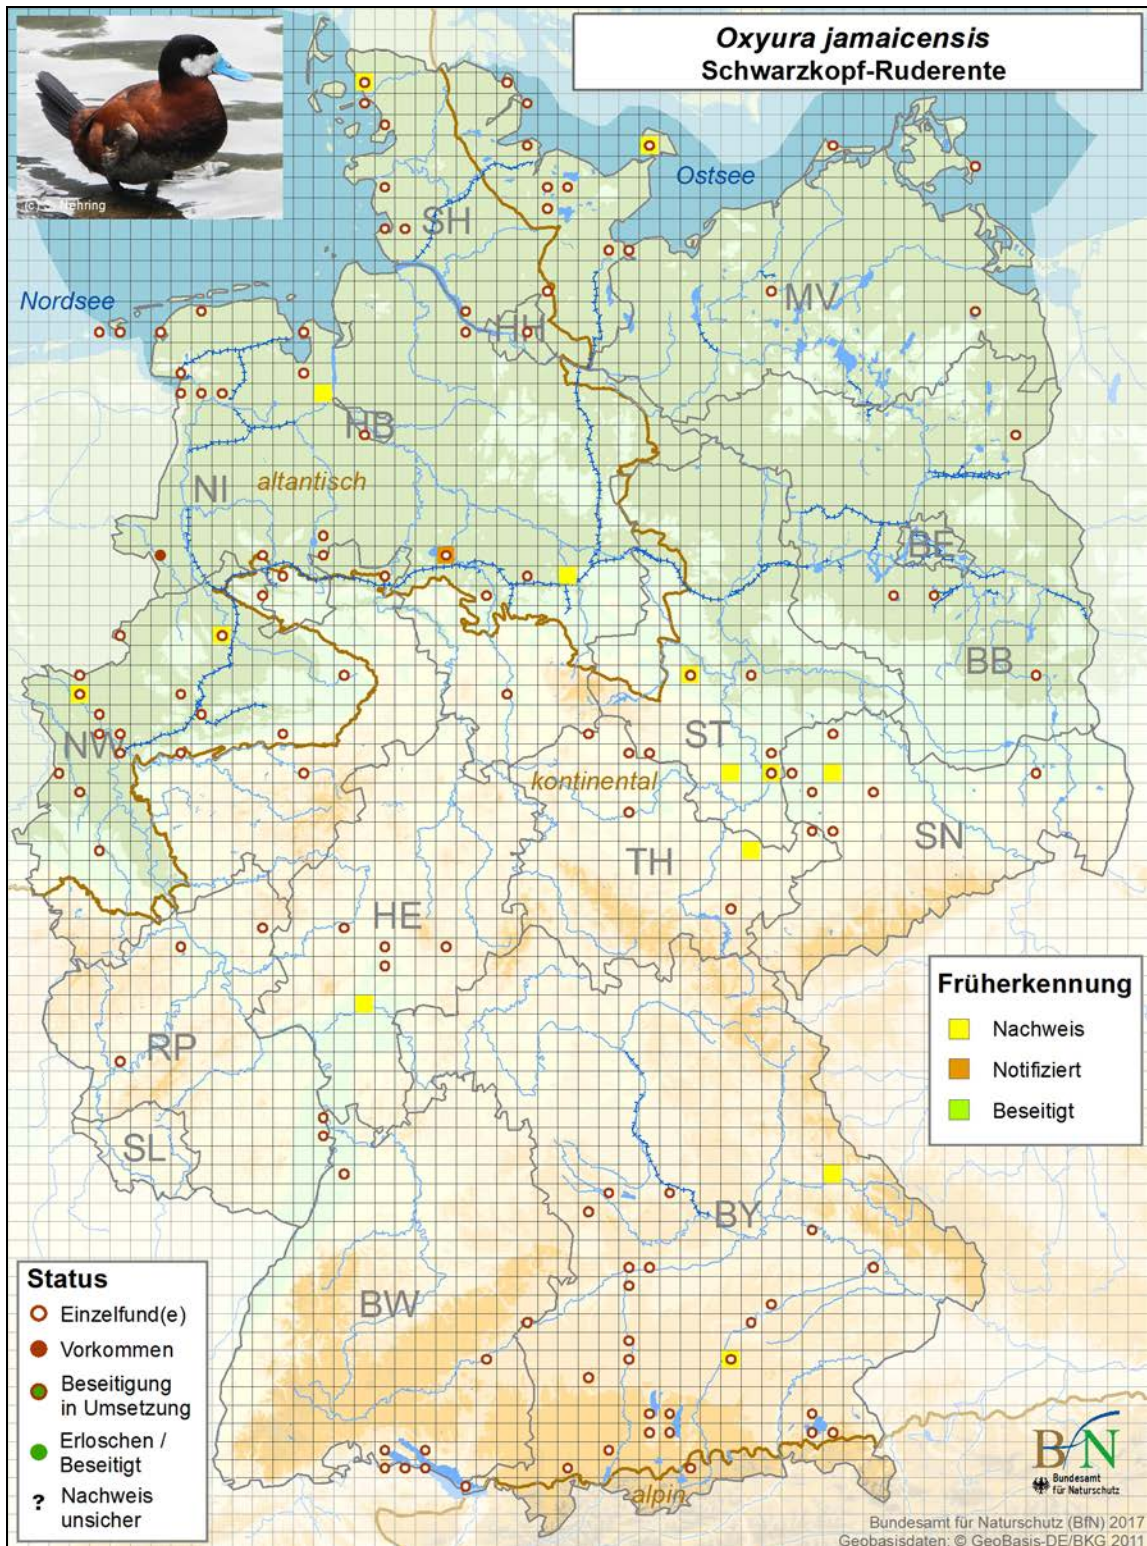 Oxyura jamaicensis
Schwarzkopf-Ruderente
Ostsee
SH
Nordsee
MV
HH
HB
NI
altantisch
BE
BB
NW
ST
kontinental
SN
TH
HE
Früherkennung
Nachweis
Notifiziert
Beseitigt
RP
SL
BY
BW
Status
Einzelfund(e)
Vorkommen
Beseitigung
in Umsetzung
Erloschen /
Beseitigt
? Nachweis
unsicher
alpin
BfN
Bundesamt
für Naturschutz
Bundesamt für Naturschutz (BfN) 2017
Geobasisdaten: © GeoBasis-DE/BKG 2011